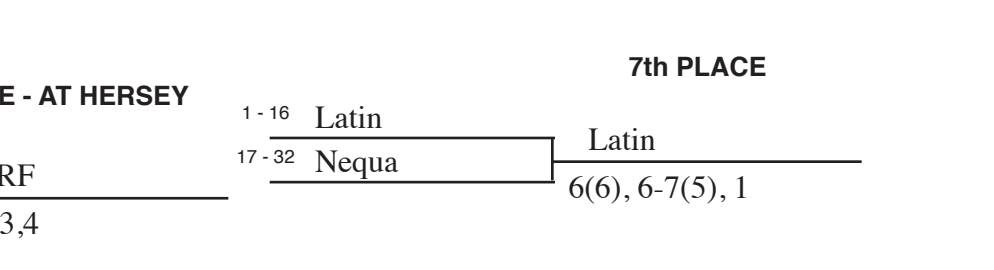 7th PLACE
E - AT HERSEY
1 - 16 Latin
Latin
17 - 32 Nequa
RF
6(6), 6-7(5), 1
3,4